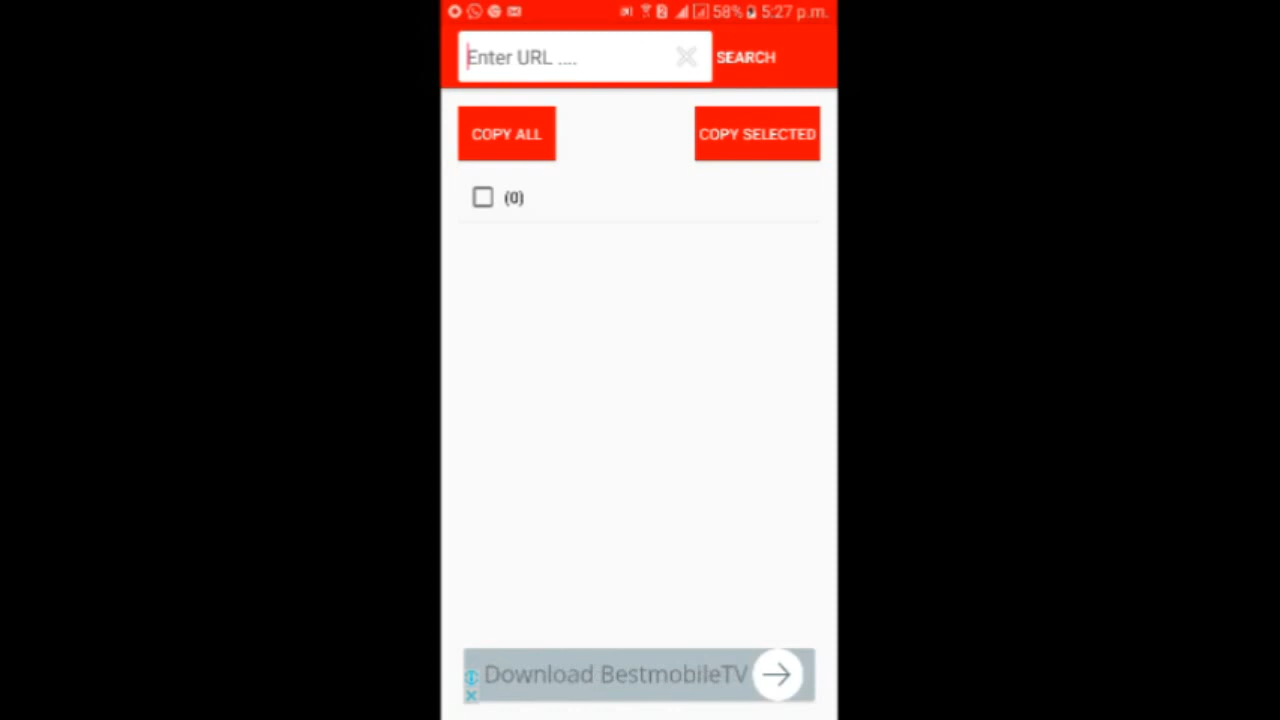 58% 5:27 p.m.
Enter URL .... SEARCH
COPY ALL COPY SELECTED
(0)
Download BestmobileTV